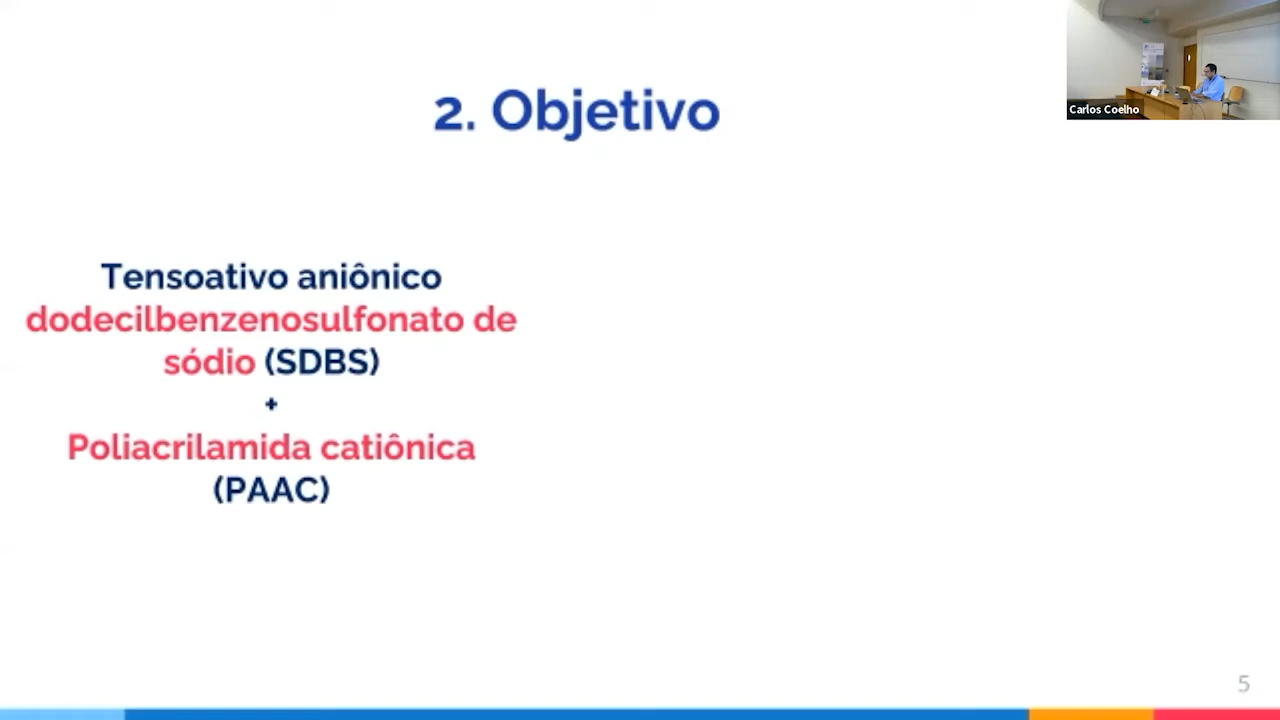 Carlos Coelho
2. Objetivo
Tensoativo aniônico
dodecilbenzenosulfonato de
sódio (SDBS)
+
Poliacrilamida catiônica
(PAAC)
5